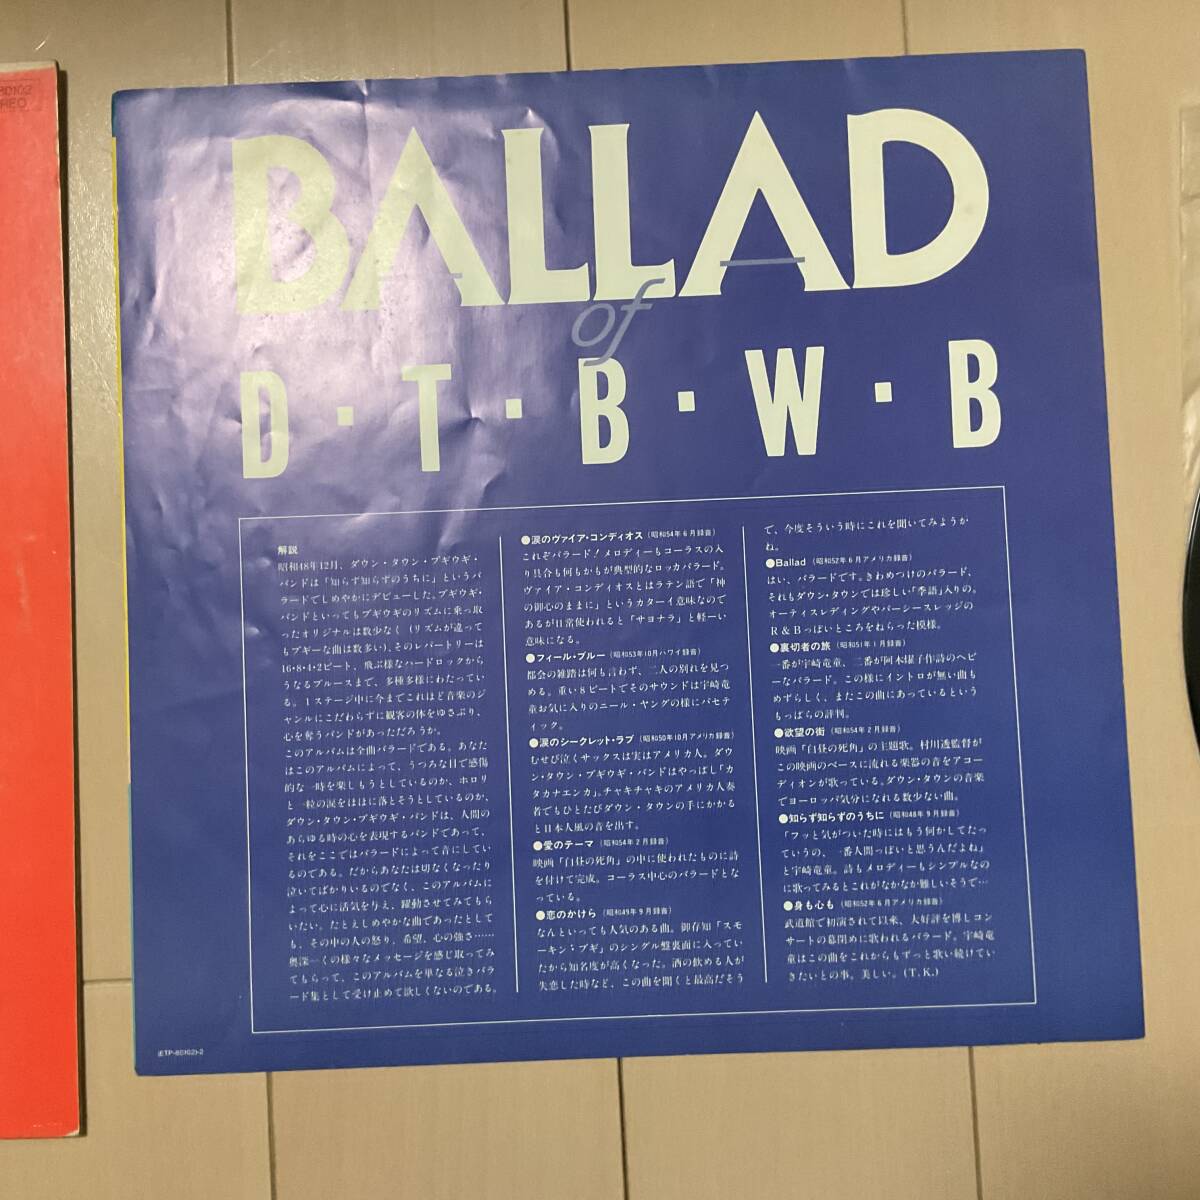 80102
BALLAD
of
D・T・B・W・B
解説
昭和48年12月、ダウン・タウン・ブギウギ・
バンドは「知らず知らずのうちに」というバ
ラードでしめやかにデビューした。ブギウギ・
バンドといってもブギウギのリズムに乗っ取
ったオリジナルは数少なく(リズムが違って
もブギーな曲は数多い)、そのレパートリーは
16・8・4・2ビート、飛ぶ様なハードロックから
うなるブルースまで、多種多様にわたってい
る。1ステージ中に今までこれほど音楽のジ
ャンルにこだわらずに観客の体をゆさぶり、
心を奪うバンドがあっただろうか。
このアルバムは全曲バラードである。あなた
はこのアルバムによって、うつろな目で感傷
的な一時を楽しもうとしているのか、ホロリ
と一粒の涙をほほに落とそうとしているのか、
ダウン・タウン・ブギウギ・バンドは、人間の
あらゆる時の心を表現するバンドであって、
それをここではバラードによって音にしてい
るのである。だからあなたは切なくなったり
泣いてばかりいるのでなく、このアルバムに
よって心に活気を与え、躍動させてみてもら
いたい。たとえしめやかな曲であったとして
も、その中の人の怒り、希望、心の強さ……
奥深一くの様々なメッセージを感じ取ってみ
てもらって、このアルバムを単なる泣きバラ
ード集として受け止めて欲しくないのである。
●涙のヴァイア・コンディオス(昭和54年6月録音)
これぞバラード!メロディーもコーラスの入
り具合も何もかもが典型的なロッカバラード。
ヴァイア・コンディオスとはラテン語で「神
の御心のままに」というカターイ意味なので
あるが日常使われると「サヨナラ」と軽ーい
意味になる。
●フィール・ブルー(昭和53年10月ハワイ録音)
都会の雑踏は何も言わず、二人の別れを見つ
める。重い8ビートでそのサウンドは宇崎竜
童お気に入りのニール・ヤングの様にパセテ
ィック。
●涙のシークレット・ラブ(昭和50年10月アメリカ録音)
むせび泣くサックスは実はアメリカ人。ダウ
ン・タウン・ブギウギ・バンドはやっぱし「カ
タカナエンカ」。チャキチャキのアメリカ人奏
者でもひとたびダウン・タウンの手にかかる
と日本人風の音を出す。
●愛のテーマ(昭和54年2月録音)
映画「白昼の死角」の中に使われたものに詩
を付けて完成。コーラス中心のバラードとな
っている。
●恋のかけら(昭和49年9月録音)
なんといっても人気のある曲。御存知「スモ
ーキン・ブギ」のシングル盤裏面に入ってい
たから知名度が高くなった。酒の飲める人が
失恋した時など、この曲を聞くと最高だそう
で、今度そういう時にこれを聞いてみようか
ね。
●Ballad(昭和52年6月アメリカ録音)
はい、バラードです。きわめつけのバラード、
それもダウン・タウンでは珍しい「季語」入りの。
オーティスレディングやパーシースレッジの
R&Bっぽいところをねらった模様。
●裏切者の旅(昭和51年1月録音)
一番が宇崎竜童、二番が阿木燿子作詩のヘビ
ーなバラード。この様にイントロが無い曲も
めずらしく、またこの曲にあっているという
もっぱらの評判。
●欲望の街(昭和54年2月録音)
映画「白昼の死角」の主題歌。村川透監督が
この映画のベースに流れる楽器の音をアコー
ディオンが歌っている。ダウン・タウンの音楽
でヨーロッパ気分になれる数少ない曲。
●知らず知らずのうちに(昭和48年9月録音)
「フッと気がついた時にはもう何かしてたっ
ていうの、一番人間っぽいと思うんだよね」
と宇崎竜童。詩もメロディーもシンプルなの
に歌ってみるとこれがなかなか難しいそうで…
●身も心も(昭和52年6月アメリカ録音)
武道館で初演されて以来、大好評を博しコン
サートの幕閉めに歌われるバラード。宇崎竜
童はこの曲をこれからもずっと歌い続けてい
きたいとの事。美しい。(T.K.)
(ETP-80102)-2